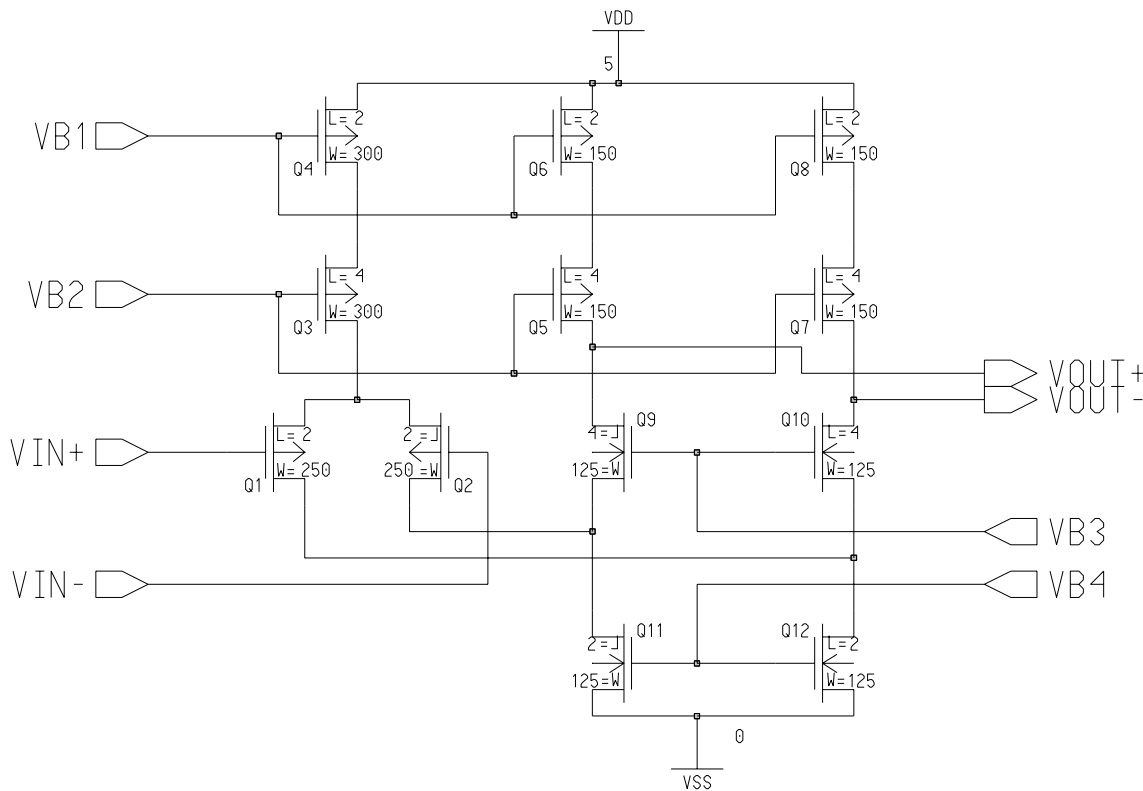 VDD
5
VB1
L= 2
W= 300
Q4
L= 2
W= 150
Q6
L= 2
W= 150
Q8
VB2
L= 4
W= 300
Q3
L= 4
W= 150
Q5
L= 4
W= 150
Q7
VOUT+
VOUT-
VIN+
L= 2
W= 250
Q1
2 =L
250 =W
Q2
Q9
4 =L
125 =W
Q10
L= 4
W= 125
VB3
VIN-
VB4
Q11
2 =L
125 =W
Q12
L= 2
W= 125
0
VSS